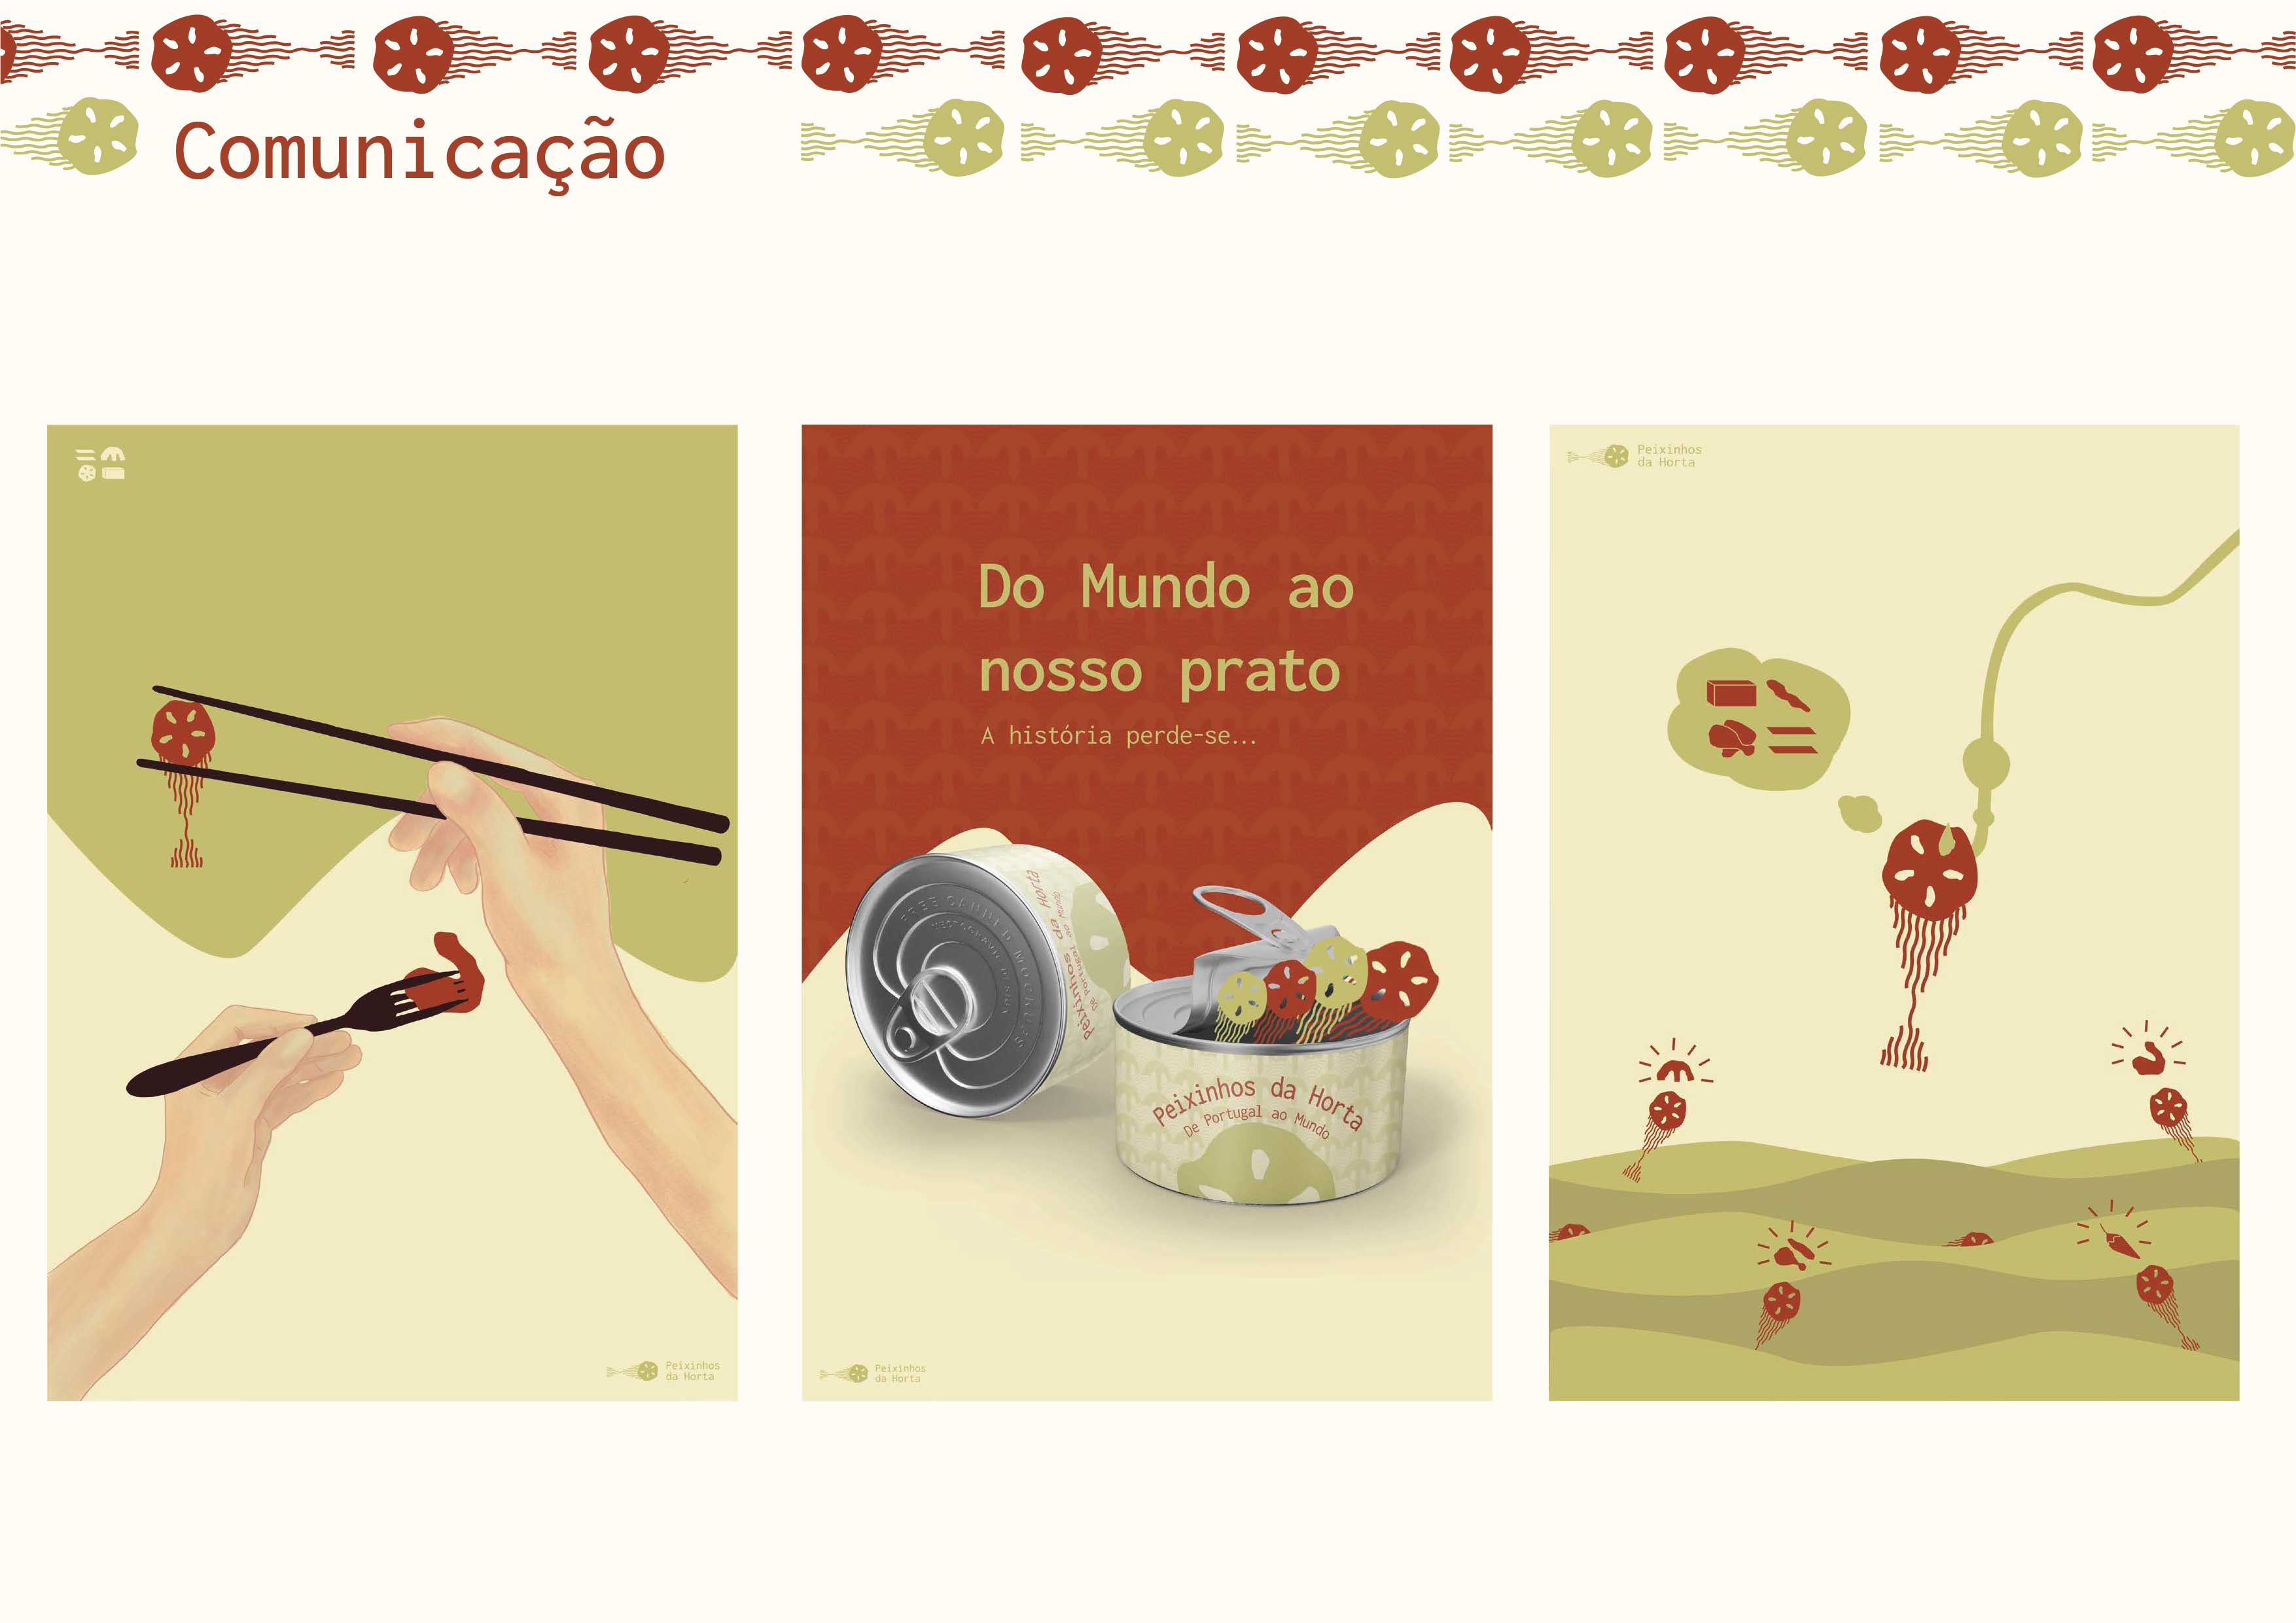 Comunicação
Do Mundo ao
nosso prato
A história perde-se...
Peixinhos da Horta
De Portugal ao Mundo
FREE CANNED MOCKUP
Peixinhos da Horta
De Portugal ao Mundo
Peixinhos
da Horta
Peixinhos
da Horta
Peixinhos
da Horta